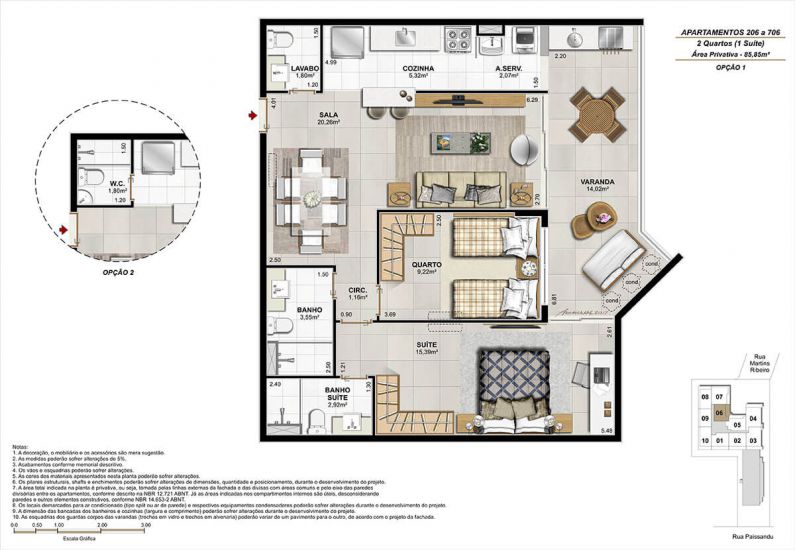 APARTAMENTOS 206 a 706
2 Quartos (1 Suíte)
Área Privativa - 85,85m²
OPÇÃO 1
1.50
LAVABO
1,80m²
1.20
4.99
COZINHA
5,32m²
A.SERV.
2,07m²
1.50
2.20
4.01
SALA
20,26m²
6.29
VARANDA
14,02m²
2.70
1.50
W.C.
1,80m²
1.20
OPÇÃO 2
2.50
2.50
QUARTO
9,22m²
cond.
cond.
cond.
1.50
CIRC.
1,16m²
BANHO
3,55m²
0.90
3.69
6.81
2.50
SUÍTE
15,39m²
2.61
1.21
2.40
BANHO
SUÍTE
2,92m²
1.30
5.48
Rua
Martins
Ribeiro
08 07
09 06 04
05
10 01 02 03
Rua Paissandu
Notas:
1. A decoração, o mobiliário e os acessórios são mera sugestão.
2. As medidas poderão sofrer alterações de 5%.
3. Acabamentos conforme memorial descritivo.
4. Os vãos e esquadrias poderão sofrer alterações.
5. As cores dos materiais apresentados nesta planta poderão sofrer alterações.
6. Os pilares estruturais, shafts e enchimentos poderão sofrer alterações de dimensões, quantidade e posicionamento, durante o desenvolvimento do projeto.
7. A área total indicada na planta é privativa, ou seja, tomada pelas linhas externas da fachada e das divisas com áreas comuns e pelo eixo das paredes
divisórias entre os apartamentos, conforme descrito na NBR 12.721 ABNT. Já as áreas indicadas nos compartimentos internos são úteis, desconsiderando
paredes e outros elementos construtivos, conforme NBR 14.653-2 ABNT.
8. Os locais demarcados para ar condicionado (tipo split ou ar de parede) e respectivos equipamentos condensadores poderão sofrer alterações durante o desenvolvimento do projeto.
9. A dimensão das bancadas dos banheiros e cozinhas (largura e comprimento) poderão sofrer alterações durante o desenvolvimento do projeto.
10. As esquadrias dos guardas corpos das varandas (trechos em vidro e trechos em alvenaria) poderão variar de um pavimento para o outro, de acordo com o projeto da fachada.
0.00 1.00 2.00 3.00
Escala Gráfica